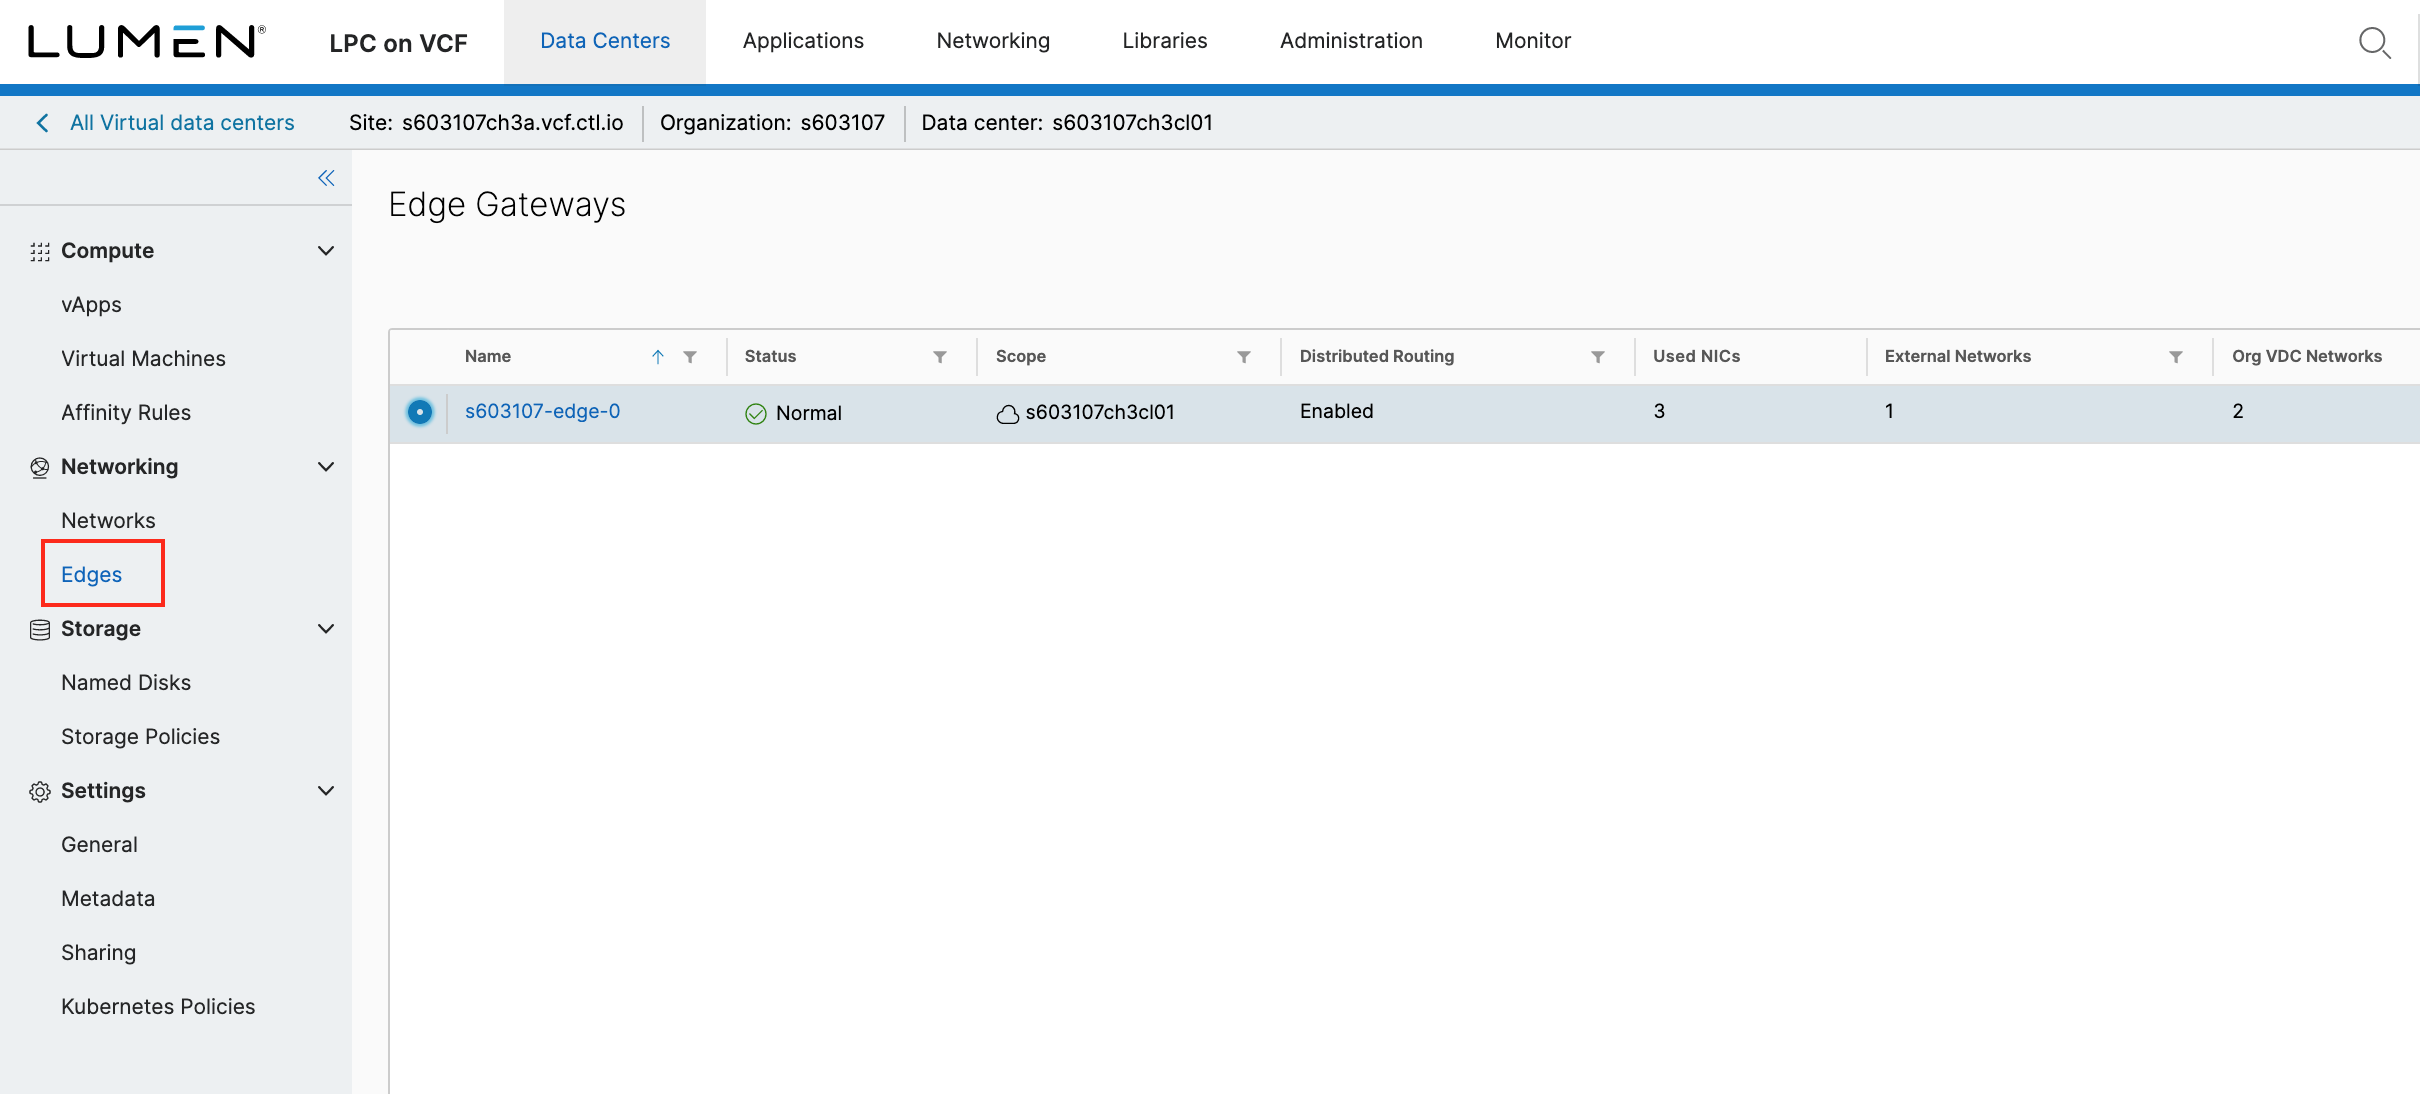 LUMEN® LPC on VCF Data Centers Applications Networking Libraries Administration Monitor
All Virtual data centers Site: s603107ch3a.vcf.ctl.io Organization: s603107 Data center: s603107ch3cl01
Edge Gateways
Compute
vApps
Virtual Machines
Affinity Rules
Networking
Networks
Edges
Storage
Named Disks
Storage Policies
Settings
General
Metadata
Sharing
Kubernetes Policies
Name Status Scope Distributed Routing Used NICs External Networks Org VDC Networks
s603107-edge-0 Normal s603107ch3cl01 Enabled 3 1 2